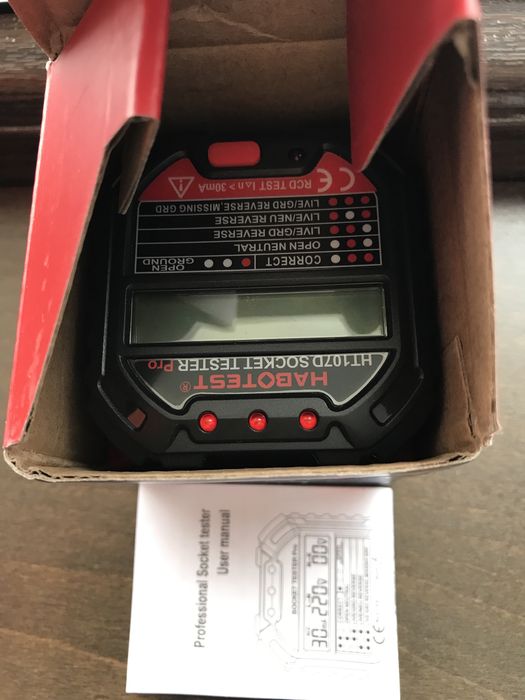 HABOTEST®
HT107D SOCKET TESTER Pro
CORRECT
OPEN GROUND
OPEN NEUTRAL
LIVE/GRD REVERSE
LIVE/NEU REVERSE
LIVE/GRD REVERSE,MISSING GRD
RCD TEST I△n > 30mA
CE
Professional Socket tester
User manual
SOCKET TESTER Pro
30mA 220V 00V